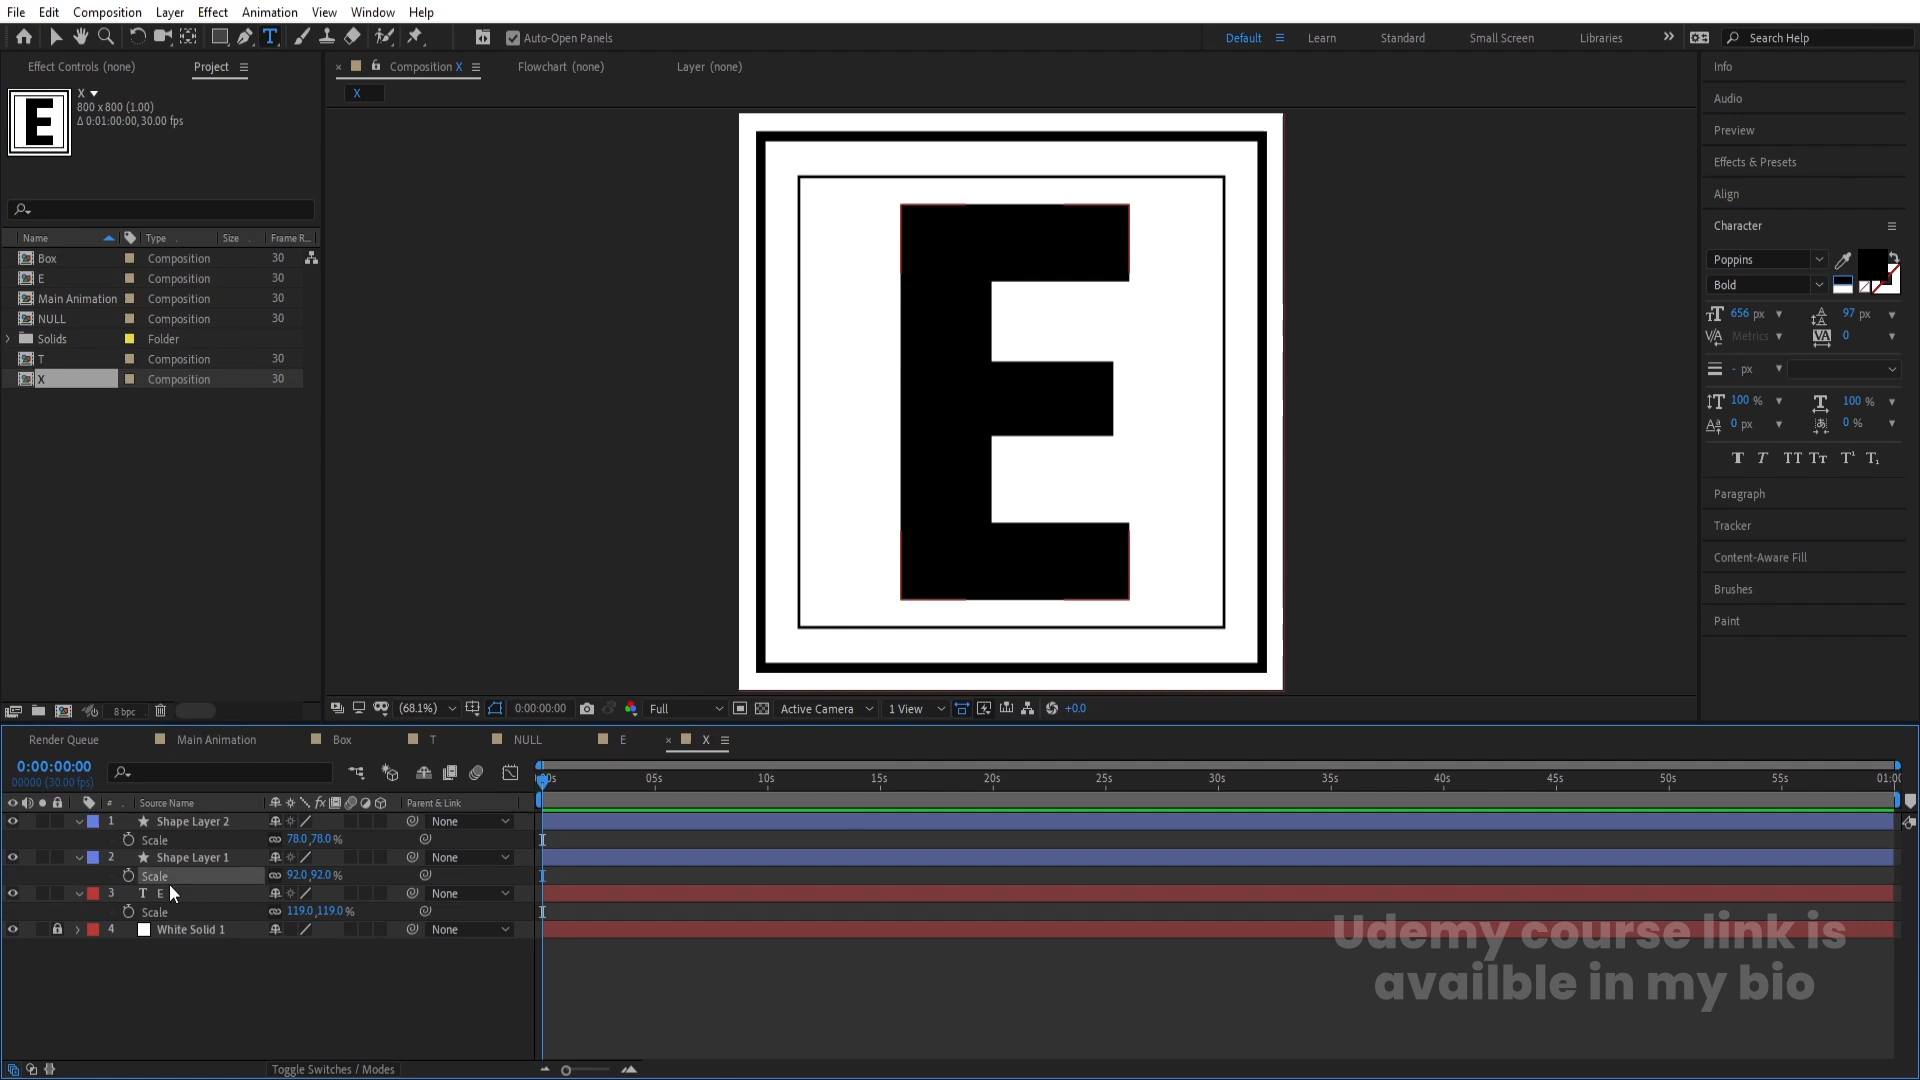 File Edit Composition Layer Effect Animation View Window Help
Auto-Open Panels
Default Learn Standard Small Screen Libraries Search Help
Effect Controls (none) Project
Composition X Flowchart (none) Layer (none)
X
X
800 x 800 (1.00)
Δ 0:01:00:00, 30.00 fps
E
Name Type Size Frame R...
Box Composition 30
E Composition 30
Main Animation Composition 30
NULL Composition 30
Solids Folder
T Composition 30
X Composition 30
8 bpc
E
(68.1%) 0:00:00:00 Full Active Camera 1 View +0.0
Info
Audio
Preview
Effects & Presets
Align
Character
Poppins
Bold
656 px 97 px
Metrics 0
- px
100 % 100 %
0 px 0 %
Paragraph
Tracker
Content-Aware Fill
Brushes
Paint
Render Queue Main Animation Box T NULL E X
0:00:00:00
00000 (30.00 fps)
05s 10s 15s 20s 25s 30s 35s 40s 45s 50s 55s
# Source Name Parent & Link
1 Shape Layer 2 None
Scale 78.0,78.0 %
2 Shape Layer 1 None
Scale 92.0,92.0 %
3 T E None
Scale 119.0,119.0 %
4 White Solid 1 None
Udemy course link is
availble in my bio
Toggle Switches / Modes